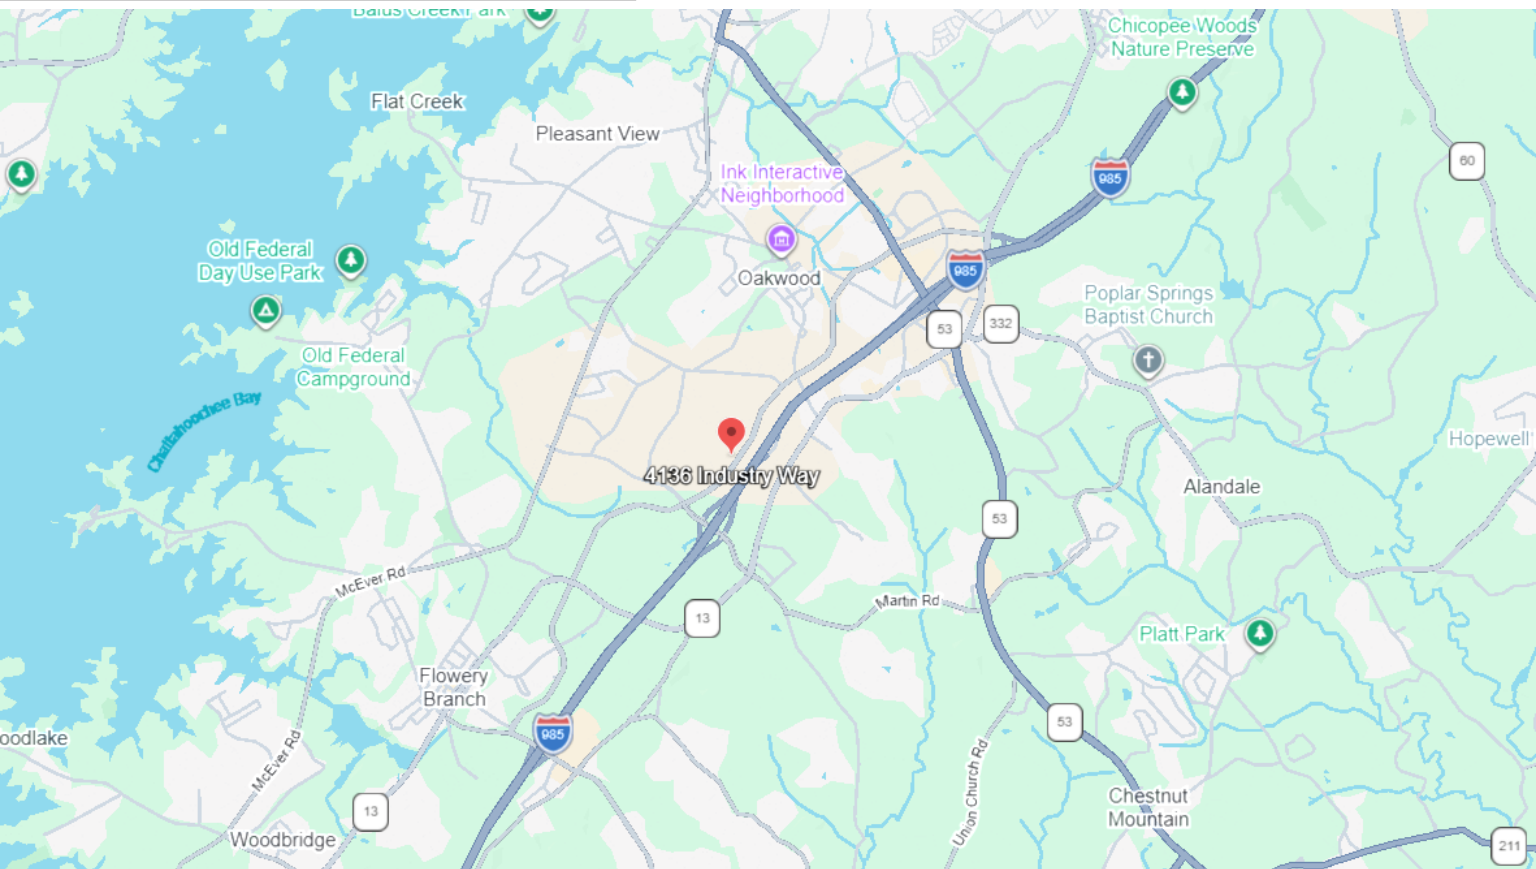 Balus Creek Park
Chicopee Woods
Nature Preserve
Flat Creek
Pleasant View
60
Ink Interactive
Neighborhood
985
Old Federal
Day Use Park
Oakwood
985
Poplar Springs
Baptist Church
53
332
Old Federal
Campground
Chattahoochee Bay
Hopewell
4136 Industry Way
Alandale
53
McEver Rd
Martin Rd
13
Platt Park
Flowery
Branch
985
53
oodlake
McEver Rd
Union Church Rd
Chestnut
Mountain
13
Woodbridge
211